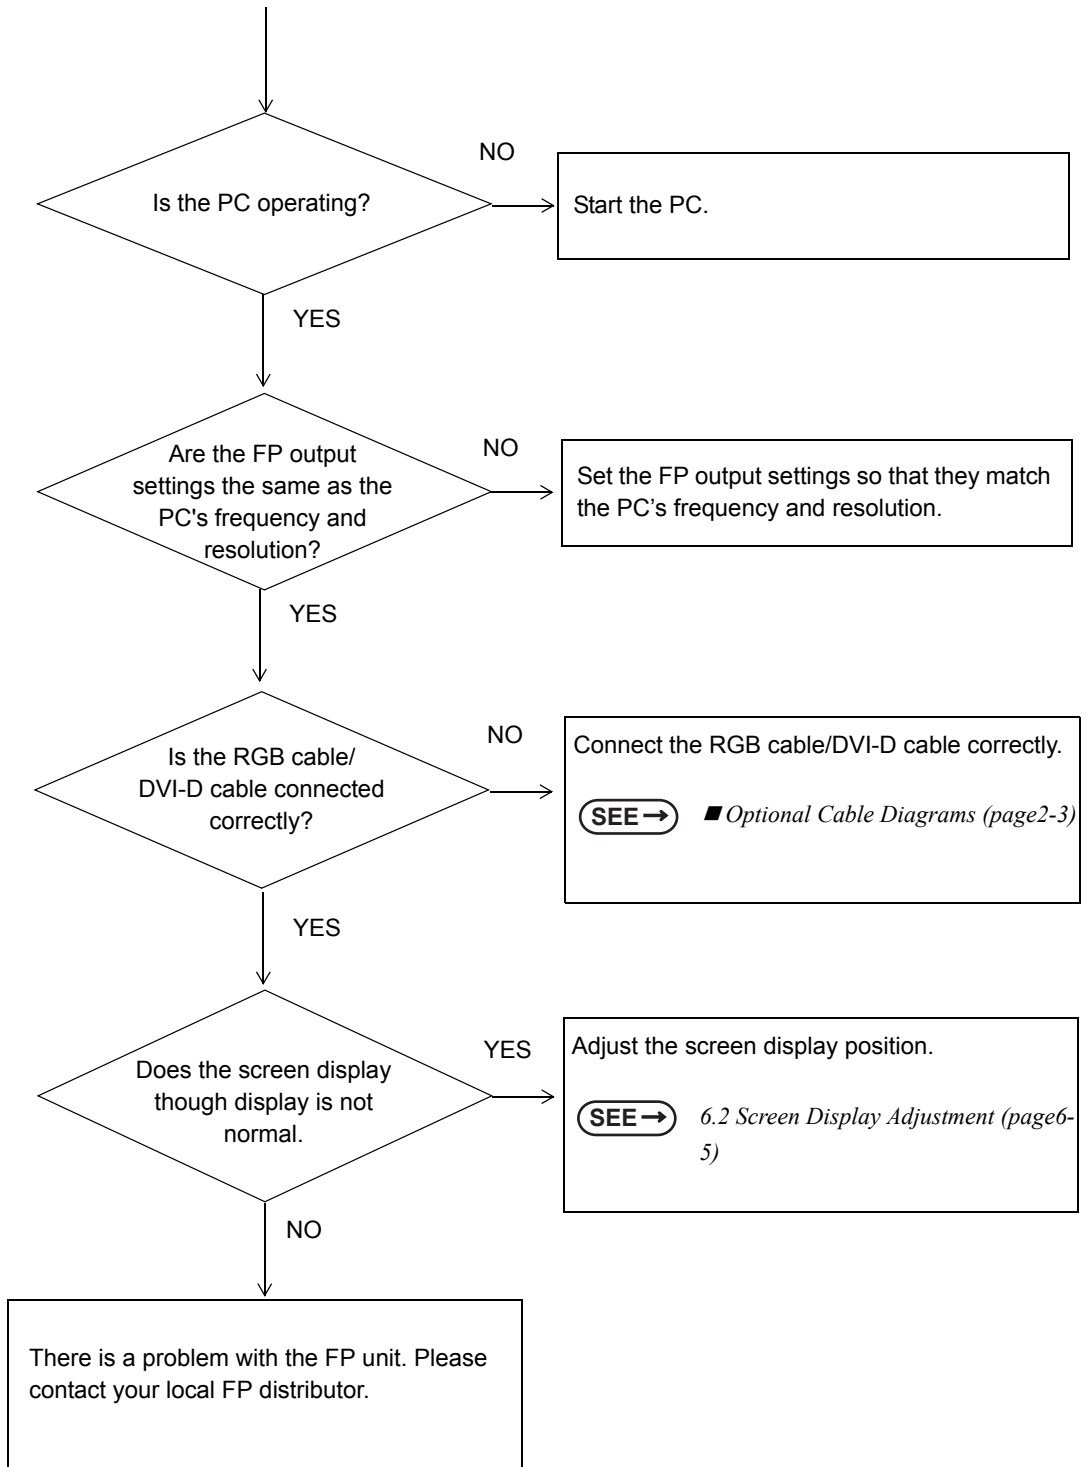 Is the PC operating?
NO
Start the PC.
YES
Are the FP output
settings the same as the
PC's frequency and
resolution?
NO
Set the FP output settings so that they match
the PC’s frequency and resolution.
YES
Is the RGB cable/
DVI-D cable connected
correctly?
NO
Connect the RGB cable/DVI-D cable correctly.
SEE→ ■ Optional Cable Diagrams (page2-3)
YES
Does the screen display
though display is not
normal.
YES
Adjust the screen display position.
SEE→ 6.2 Screen Display Adjustment (page6-
5)
NO
There is a problem with the FP unit. Please
contact your local FP distributor.